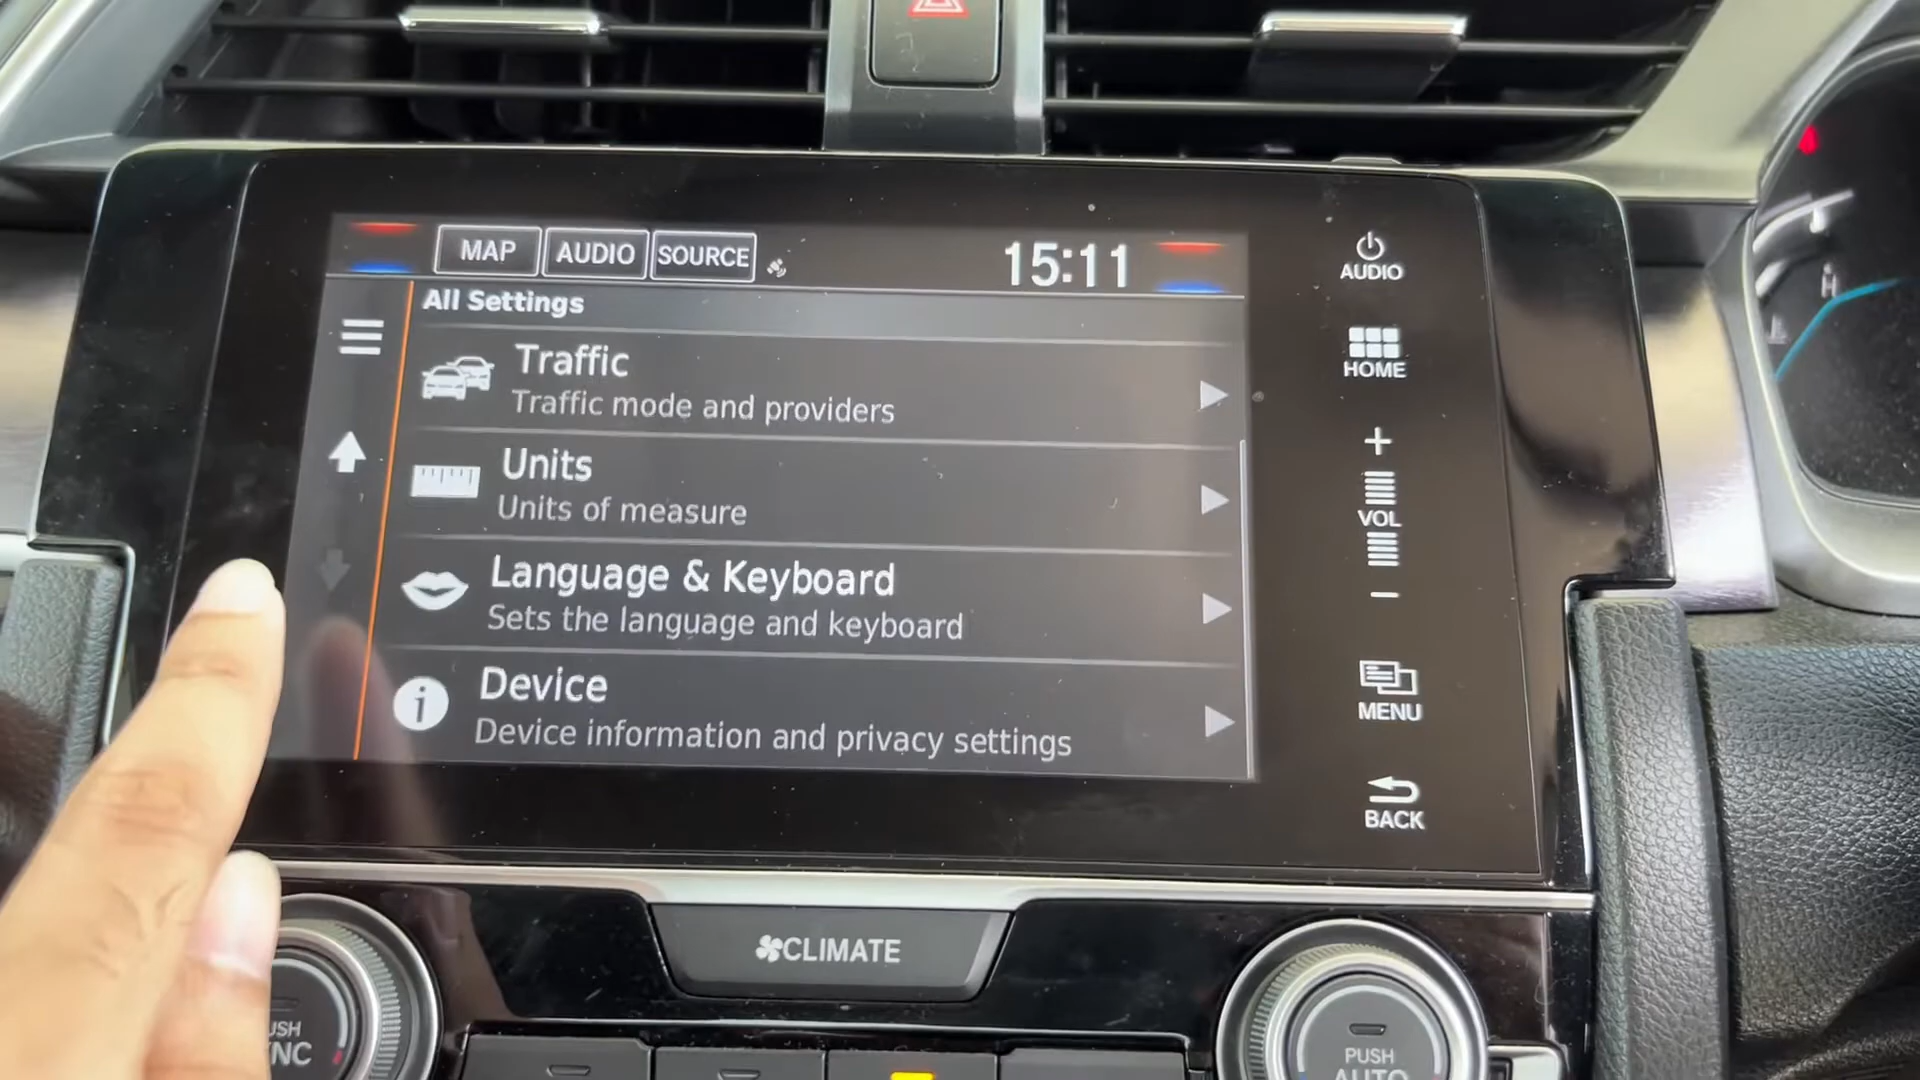 MAP AUDIO SOURCE 15:11
All Settings
Traffic
Traffic mode and providers
Units
Units of measure
Language & Keyboard
Sets the language and keyboard
Device
Device information and privacy settings
AUDIO
HOME
+
VOL
−
MENU
BACK
CLIMATE
PUSH
AUTO
H